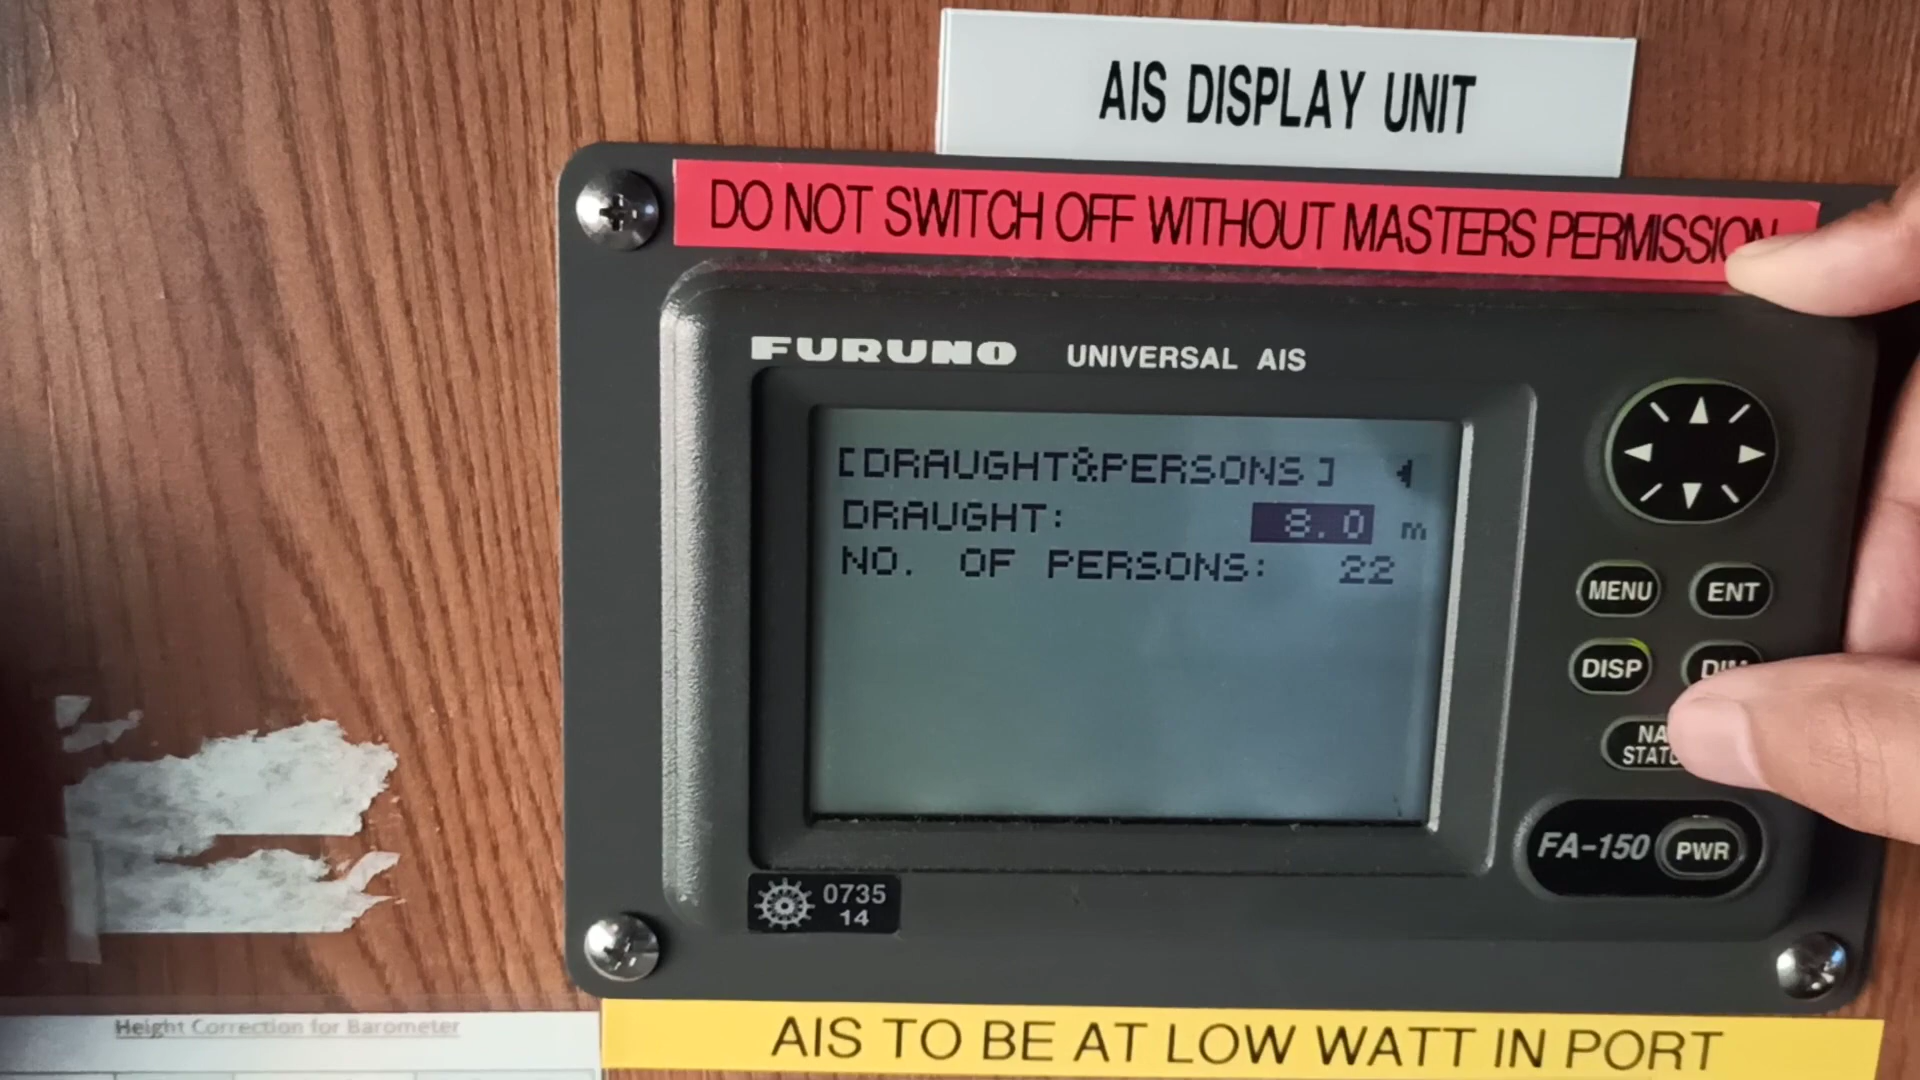 AIS DISPLAY UNIT
DO NOT SWITCH OFF WITHOUT MASTERS PERMISSION
FURUNO UNIVERSAL AIS
[DRAUGHT&PERSONS]
DRAUGHT: 8.0 m
NO. OF PERSONS: 22
MENU ENT
DISP
FA-150 PWR
0735
14
AIS TO BE AT LOW WATT IN PORT
Height Correction for Barometer